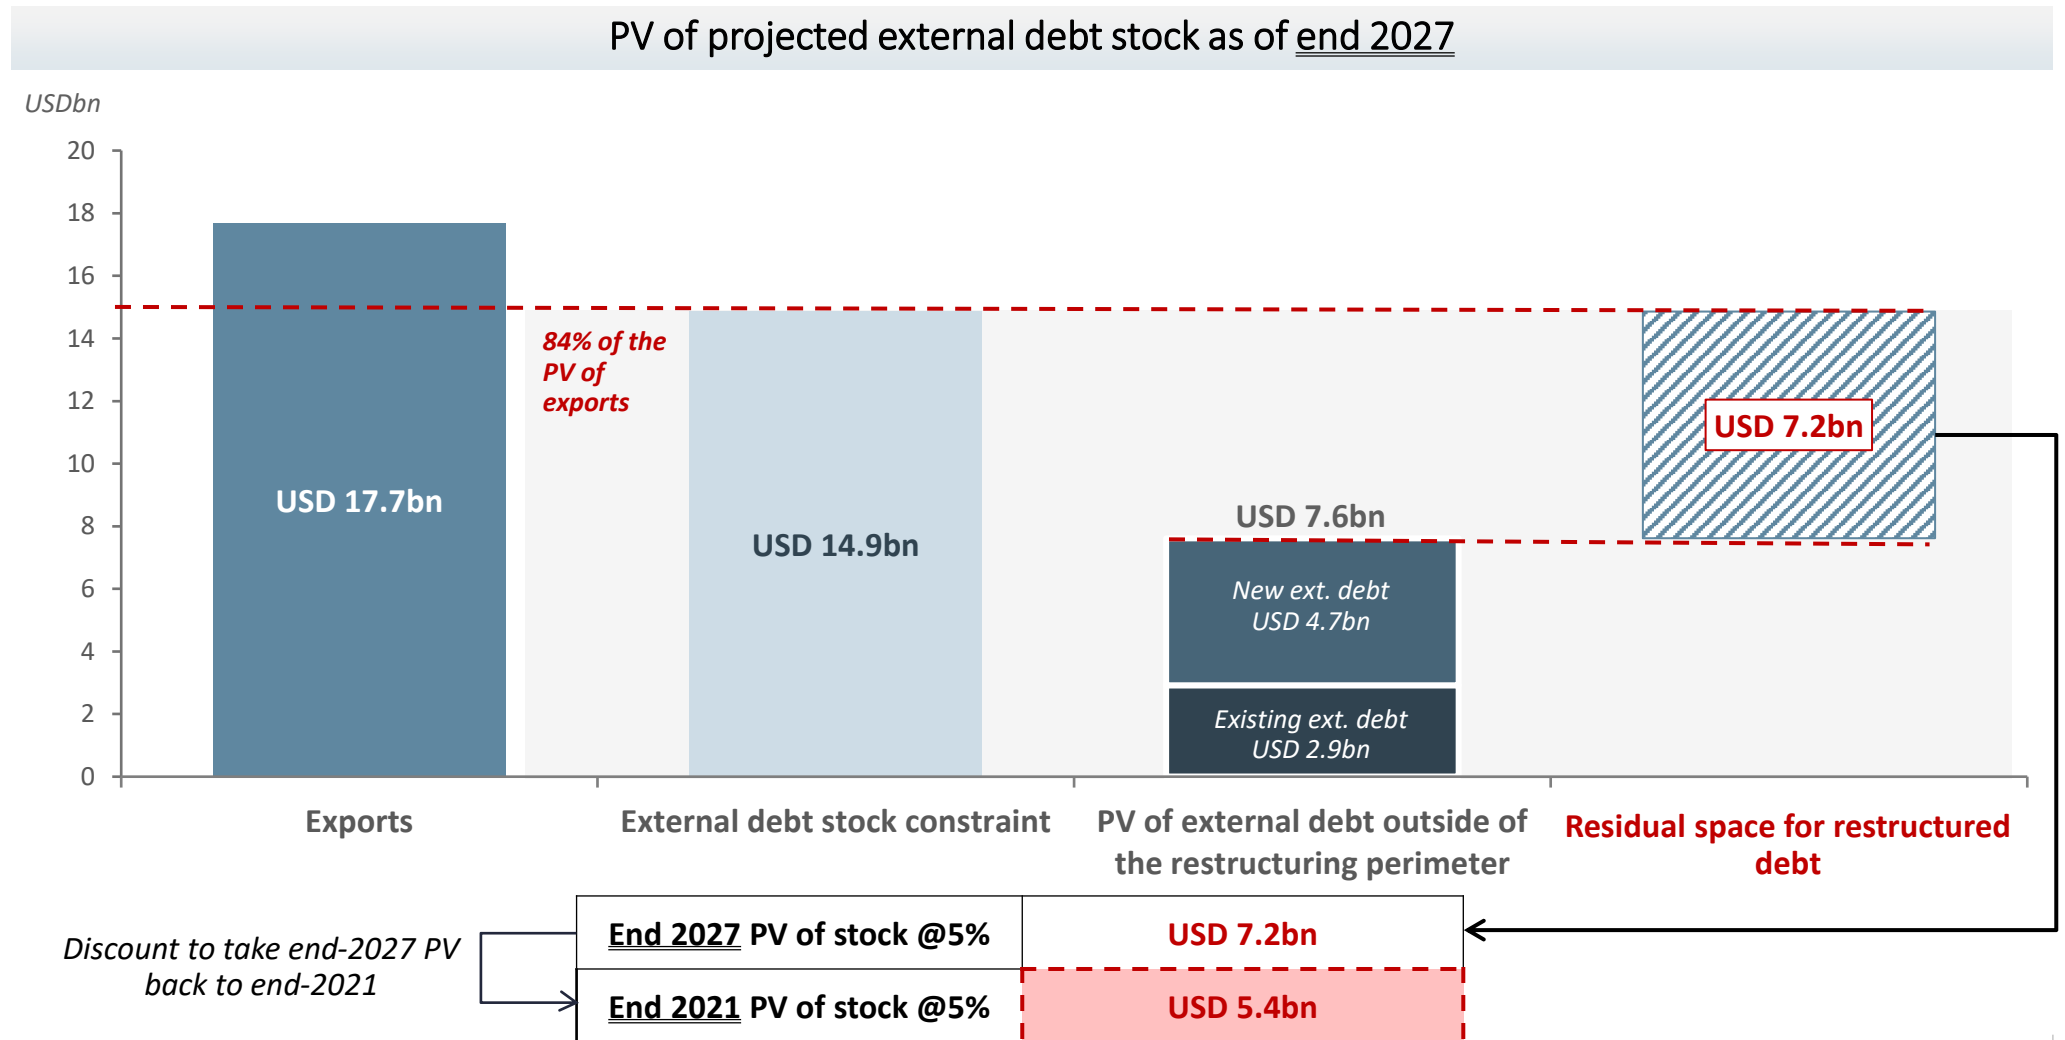 PV of projected external debt stock as of end 2027
USDbn
20
18
16
14
12
10
8
6
4
2
0
USD 17.7bn
84% of the
PV of
exports
USD 14.9bn
USD 7.6bn
New ext. debt
USD 4.7bn
Existing ext. debt
USD 2.9bn
USD 7.2bn
Exports
External debt stock constraint
PV of external debt outside of
the restructuring perimeter
Residual space for restructured
debt
Discount to take end-2027 PV
back to end-2021
End 2027 PV of stock @5%
USD 7.2bn
End 2021 PV of stock @5%
USD 5.4bn